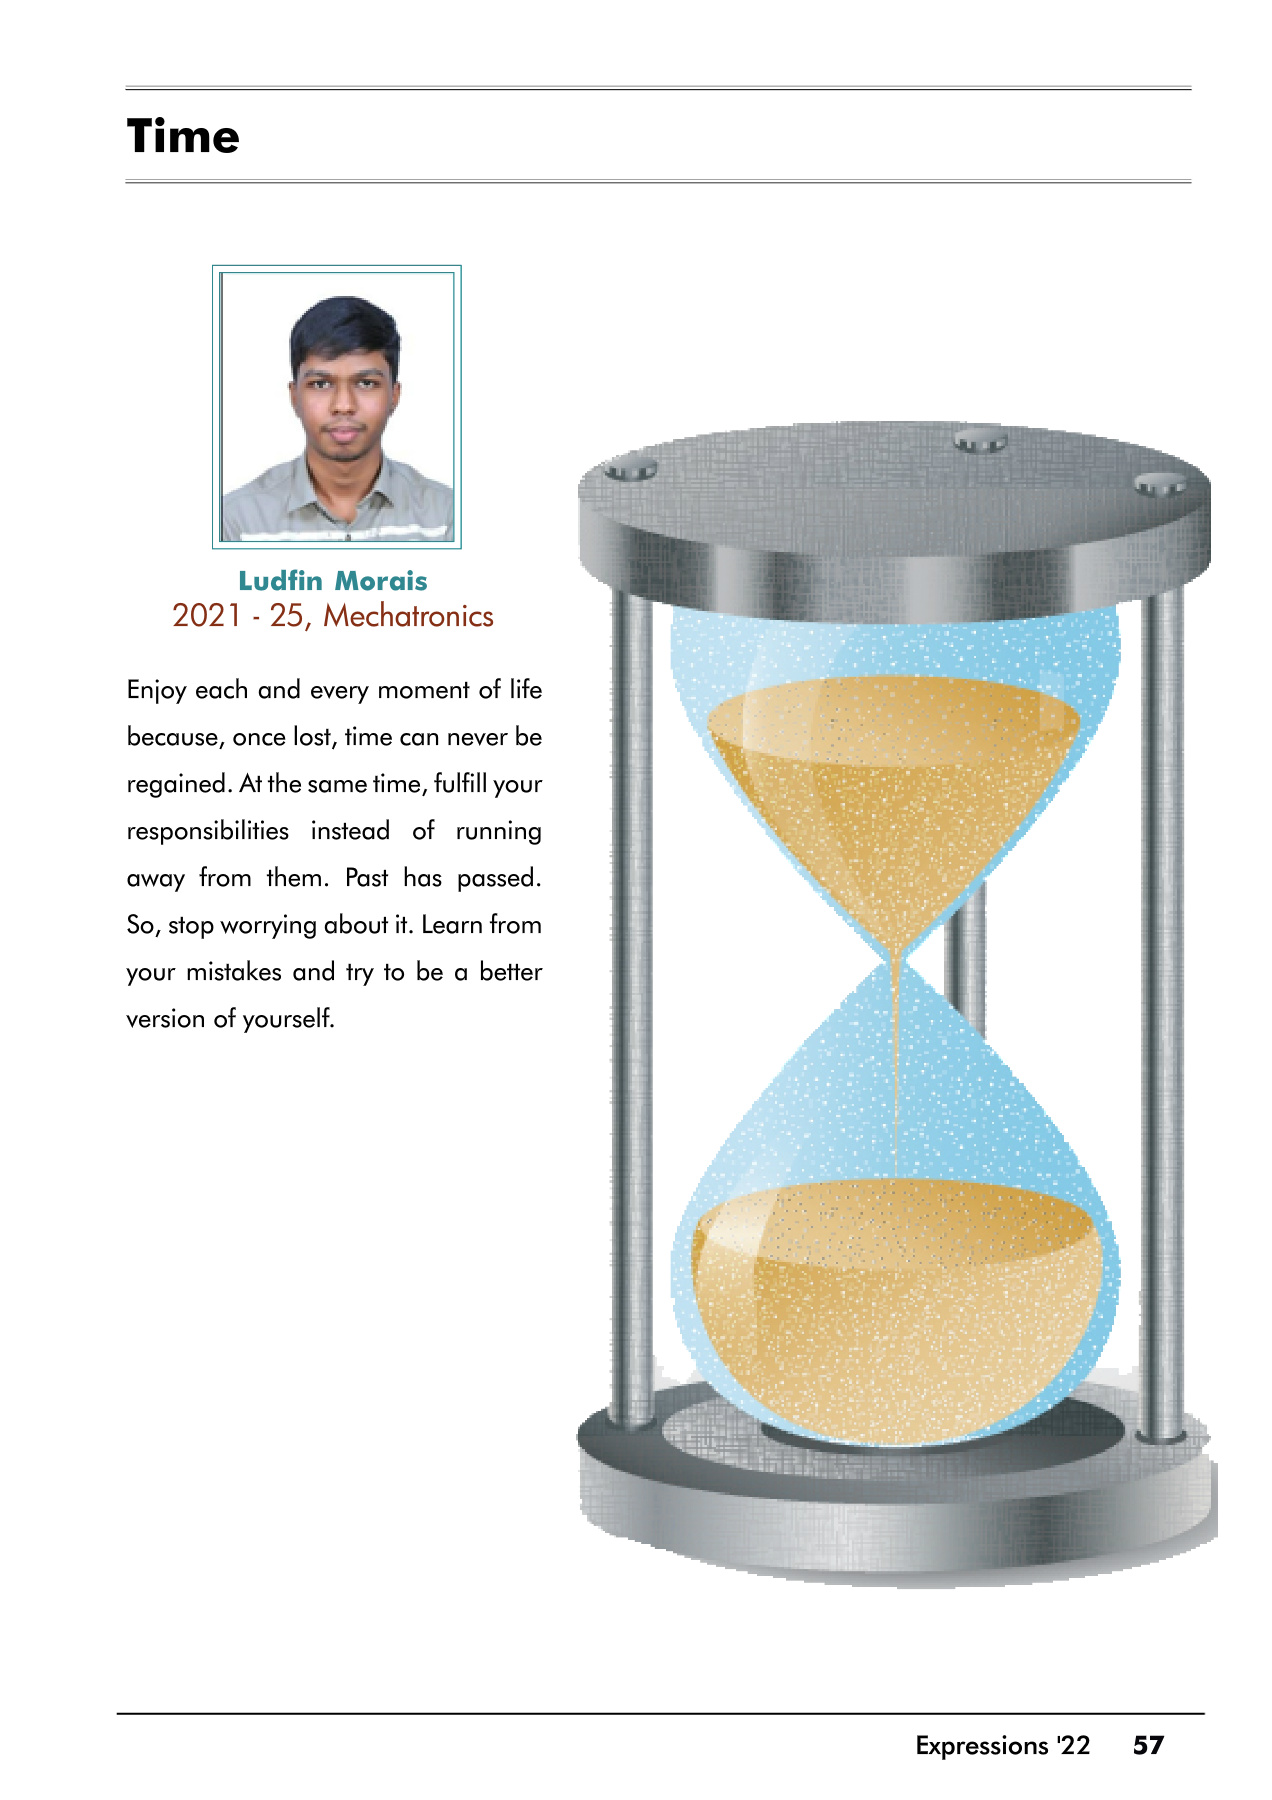 Time
Ludfin Morais
2021 - 25, Mechatronics
Enjoy each and every moment of life
because, once lost, time can never be
regained. At the same time, fulfill your
responsibilities instead of running
away from them. Past has passed.
So, stop worrying about it. Learn from
your mistakes and try to be a better
version of yourself.
Expressions '22 57